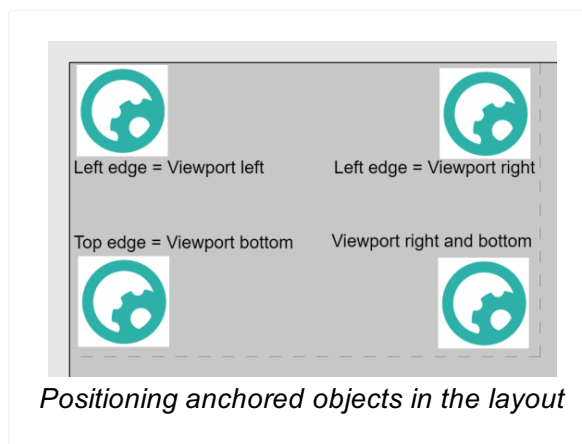 Left edge = Viewport left
Left edge = Viewport right
Top edge = Viewport bottom
Viewport right and bottom
Positioning anchored objects in the layout